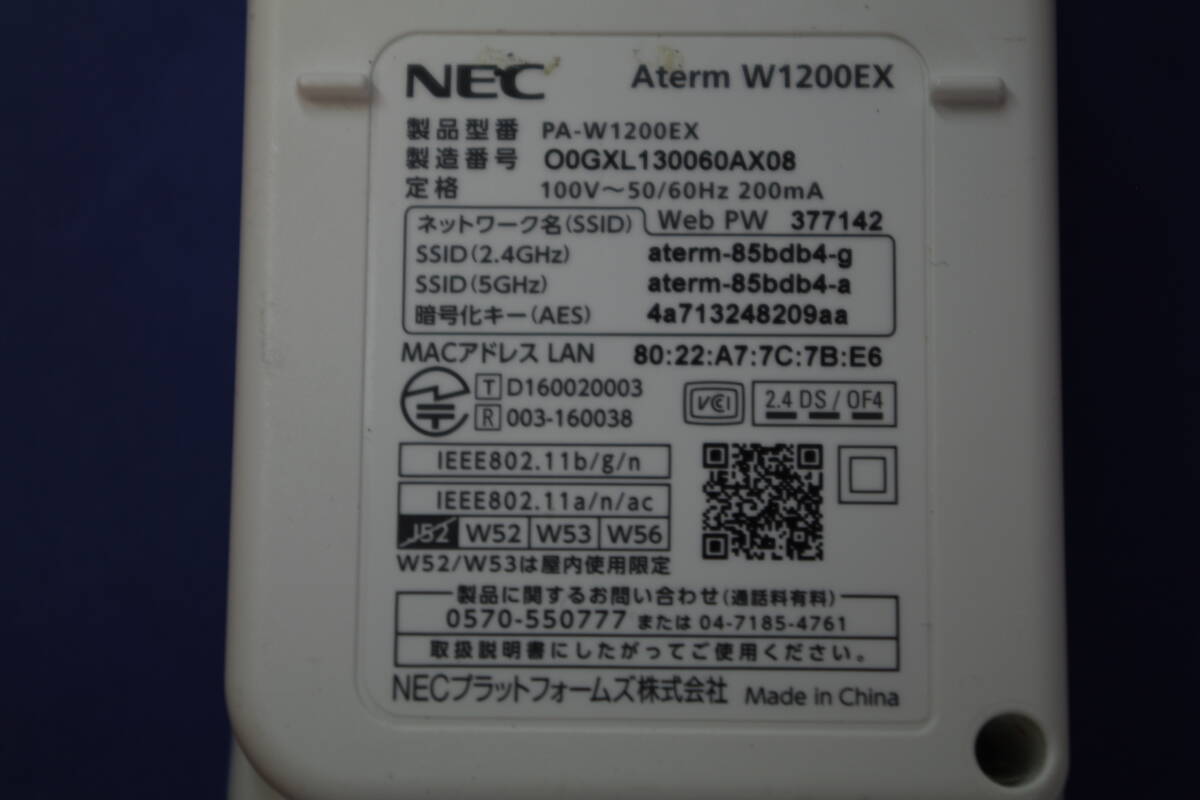 NEC Aterm W1200EX
製品型番 PA-W1200EX
製造番号 O0GXL130060AX08
定格 100V～50/60Hz 200mA
ネットワーク名(SSID) Web PW 377142
SSID(2.4GHz) aterm-85bdb4-g
SSID(5GHz) aterm-85bdb4-a
暗号化キー(AES) 4a713248209aa
MACアドレス LAN 80:22:A7:7C:7B:E6
T D160020003
R 003-160038
VCCI 2.4 DS / OF4
IEEE802.11b/g/n
IEEE802.11a/n/ac
J52 W52 W53 W56
W52/W53は屋内使用限定
製品に関するお問い合わせ(通話料有料)
0570-550777 または 04-7185-4761
取扱説明書にしたがってご使用ください。
NECプラットフォームズ株式会社 Made in China